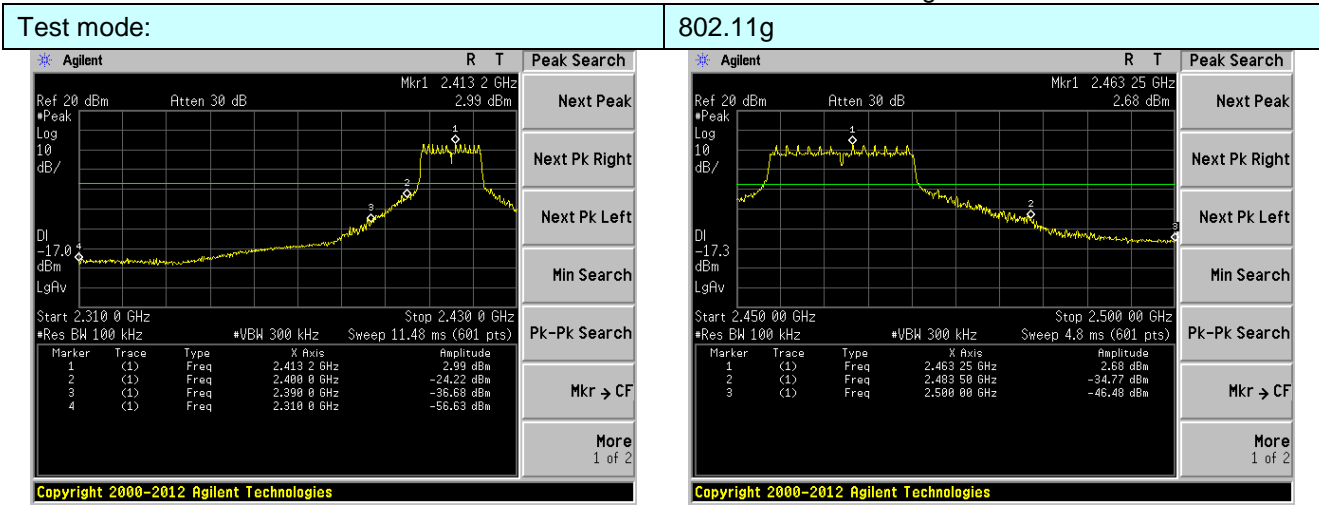 Test mode: 802.11g
Agilent R T Peak Search
Mkr1 2.413 2 GHz
Ref 20 dBm Atten 30 dB 2.99 dBm
#Peak
Log
10
dB/
1
2
3
4
DI
-17.0
dBm
LgAv
Start 2.310 0 GHz Stop 2.430 0 GHz
#Res BW 100 kHz #VBW 300 kHz Sweep 11.48 ms (601 pts)
Marker Trace Type X Axis Amplitude
1 (1) Freq 2.413 2 GHz 2.99 dBm
2 (1) Freq 2.400 0 GHz -24.22 dBm
3 (1) Freq 2.390 0 GHz -36.68 dBm
4 (1) Freq 2.310 0 GHz -56.63 dBm
Next Peak
Next Pk Right
Next Pk Left
Min Search
Pk-Pk Search
Mkr → CF
More
1 of 2
Copyright 2000-2012 Agilent Technologies
Agilent R T Peak Search
Mkr1 2.463 25 GHz
Ref 20 dBm Atten 30 dB 2.68 dBm
#Peak
Log
10
dB/
1
2
3
DI
-17.3
dBm
LgAv
Start 2.450 00 GHz Stop 2.500 00 GHz
#Res BW 100 kHz #VBW 300 kHz Sweep 4.8 ms (601 pts)
Marker Trace Type X Axis Amplitude
1 (1) Freq 2.463 25 GHz 2.68 dBm
2 (1) Freq 2.483 50 GHz -34.77 dBm
3 (1) Freq 2.500 00 GHz -46.48 dBm
Next Peak
Next Pk Right
Next Pk Left
Min Search
Pk-Pk Search
Mkr → CF
More
1 of 2
Copyright 2000-2012 Agilent Technologies